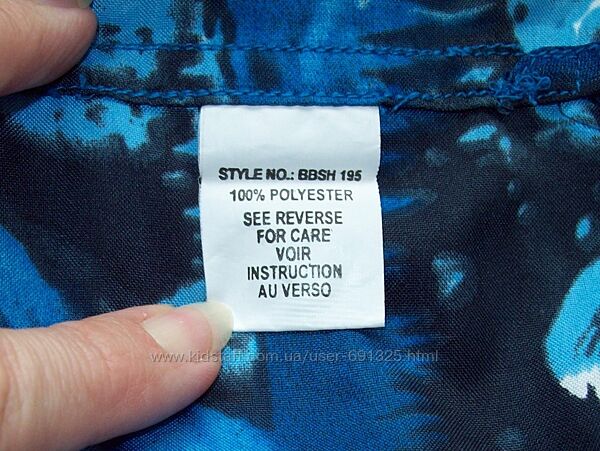 STYLE NO.: BBSH 195
100% POLYESTER
SEE REVERSE
FOR CARE
VOIR
INSTRUCTION
AU VERSO
www.kidstaff.com.ua/user-691325.html